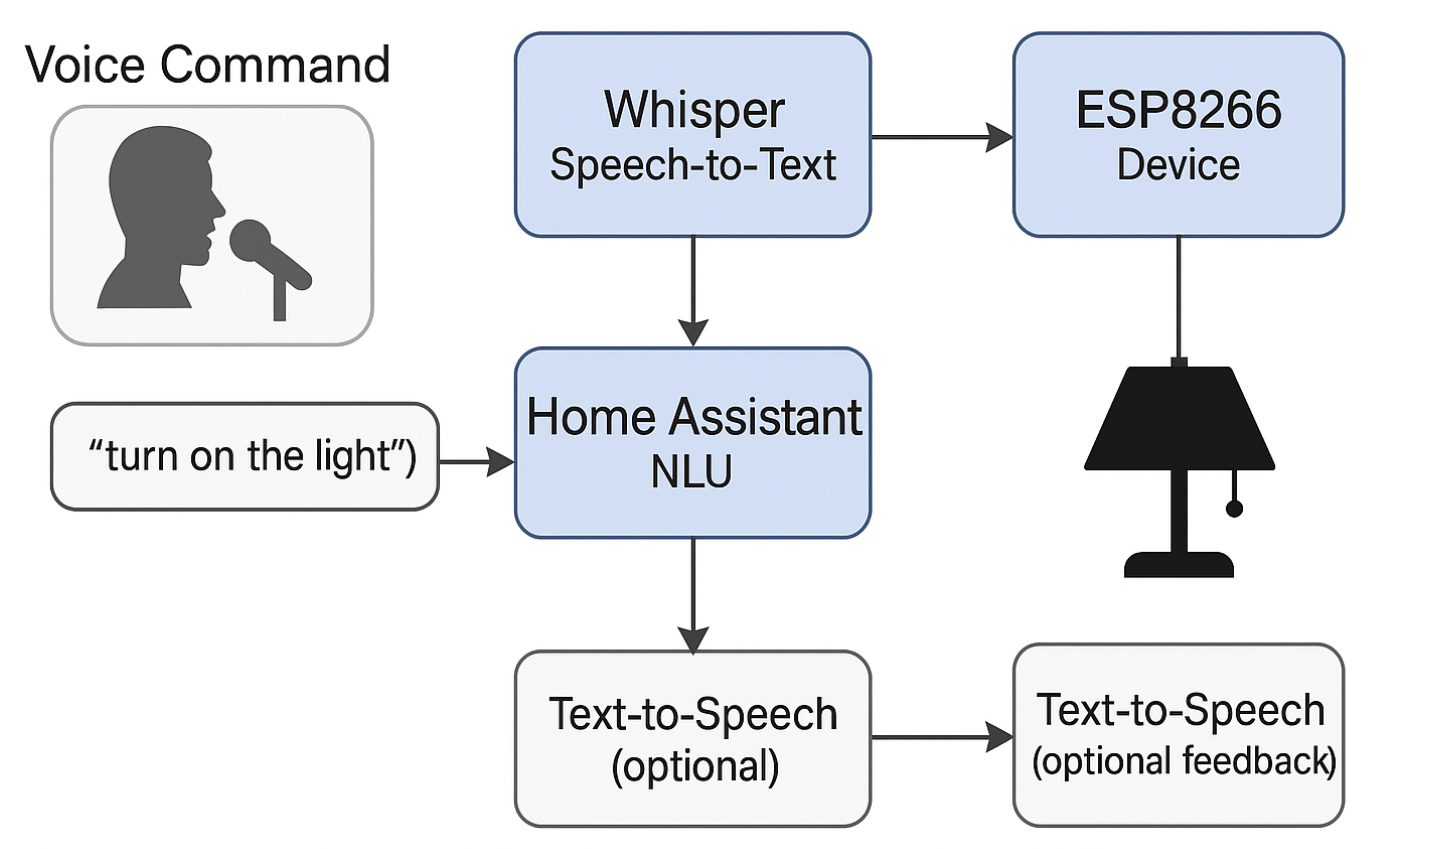 Voice Command
Whisper
Speech-to-Text
ESP8266
Device
“turn on the light”)
Home Assistant
NLU
Text-to-Speech
(optional)
Text-to-Speech
(optional feedback)